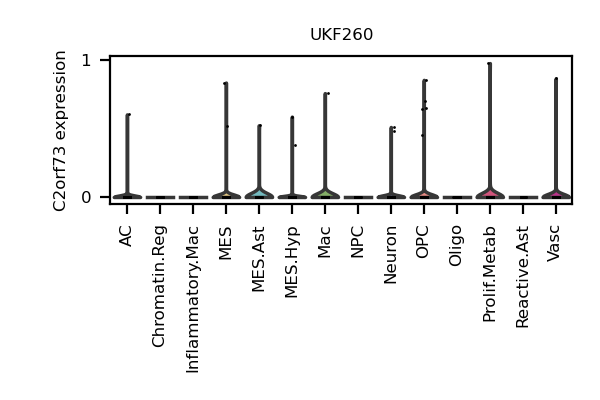 UKF260
C2orf73 expression
1
0
AC
Chromatin.Reg
Inflammatory.Mac
MES
MES.Ast
MES.Hyp
Mac
NPC
Neuron
OPC
Oligo
Prolif.Metab
Reactive.Ast
Vasc